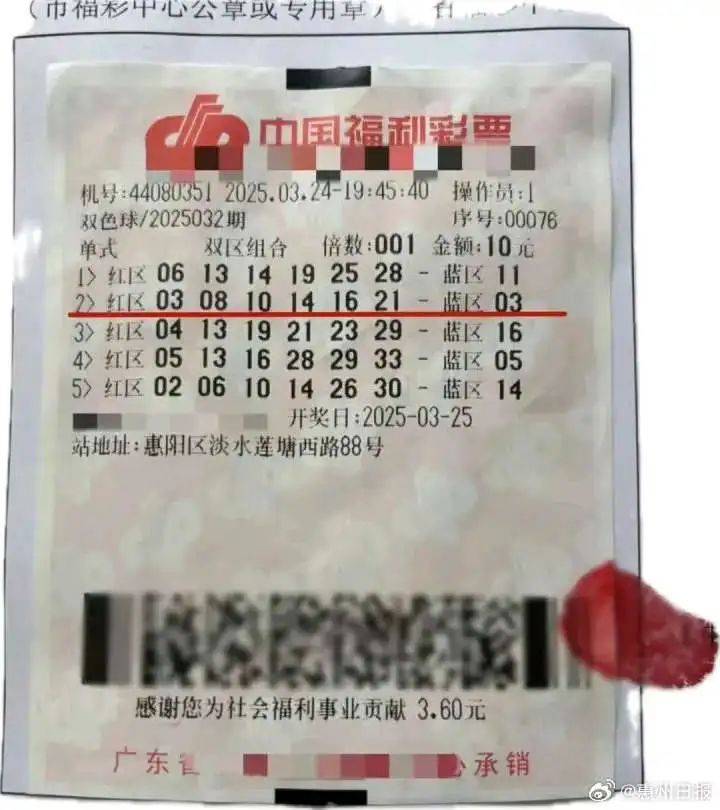 (市福彩中心公章或专用章)
中国福利彩票
机号:44080351 2025.03.24-19:45:40 操作员:1
双色球/2025032期 序号:00076
单式 双区组合 倍数:001 金额:10元
1> 红区 06 13 14 19 25 28 - 蓝区 11
2> 红区 03 08 10 14 16 21 - 蓝区 03
3> 红区 04 13 19 21 23 29 - 蓝区 16
4> 红区 05 13 16 28 29 33 - 蓝区 05
5> 红区 02 06 10 14 26 30 - 蓝区 14
开奖日:2025-03-25
站地址:惠阳区淡水莲塘西路88号
感谢您为社会福利事业贡献 3.60元
广东省 心承销
@惠州日报